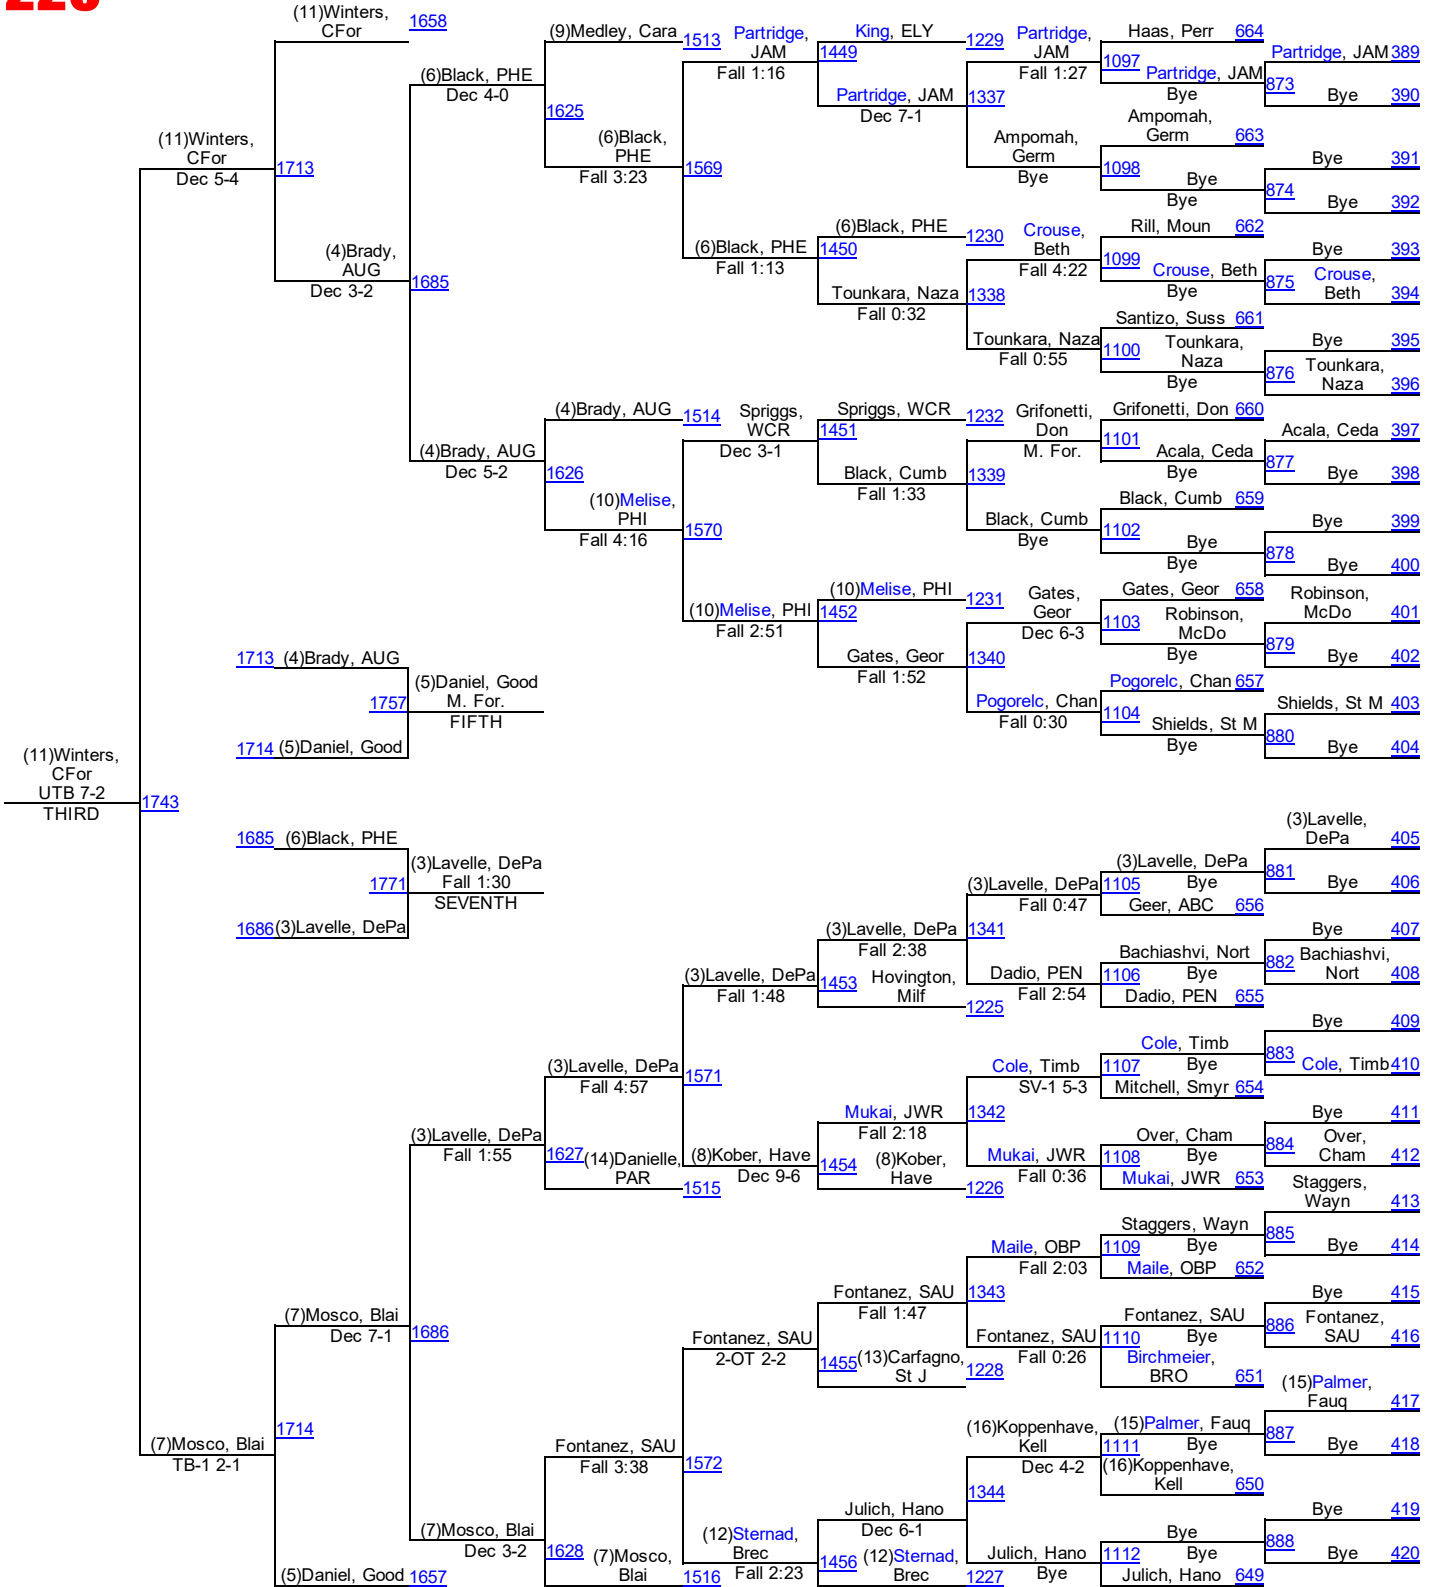 220
(11)Winters,
CFor
1658
(11)Winters,
CFor
Dec 5-4
1713
(4)Brady,
AUG
Dec 3-2
(6)Black, PHE
Dec 4-0
1685
(4)Brady, AUG
Dec 5-2
(9)Medley, Cara
1513
1625
(6)Black,
PHE
Fall 3:23
(4)Brady, AUG
1514
1626
(10)Melise,
PHI
Fall 4:16
Partridge,
JAM
Fall 1:16
1569
(6)Black, PHE
Fall 1:13
Spriggs,
WCR
Dec 3-1
1570
(10)Melise, PHI
Fall 2:51
King, ELY
1229
1449
Partridge, JAM
Dec 7-1
(6)Black, PHE
1230
1450
Tounkara, Naza
Fall 0:32
Spriggs, WCR
1232
1451
Black, Cumb
Fall 1:33
(10)Melise, PHI
1231
1452
Gates, Geor
Fall 1:52
Partridge,
JAM
Fall 1:27
1337
Ampomah,
Germ
Bye
Crouse,
Beth
Fall 4:22
1338
Tounkara, Naza
Fall 0:55
Grifonetti,
Don
M. For.
1339
Black, Cumb
Bye
Gates,
Geor
Dec 6-3
1340
Pogorelc, Chan
Fall 0:30
Haas, Perr 664
1097
Partridge, JAM
Bye
Ampomah,
Germ 663
1098
Bye
Bye
Rill, Moun 662
1099
Crouse, Beth
Bye
Santizo, Suss 661
1100
Tounkara,
Naza
Bye
Grifonetti, Don 660
1101
Acala, Ceda
Bye
Black, Cumb 659
1102
Bye
Bye
Gates, Geor 658
1103
Robinson,
McDo
Bye
Pogorelc, Chan 657
1104
Shields, St M
Bye
Partridge, JAM 389
873
Bye 390
Bye 391
874
Bye 392
Bye 393
875
Crouse,
Beth 394
Bye 395
876
Tounkara,
Naza 396
Acala, Ceda 397
877
Bye 398
Bye 399
878
Bye 400
Robinson,
McDo 401
879
Bye 402
Shields, St M 403
880
Bye 404
1713 (4)Brady, AUG
1757
(5)Daniel, Good
M. For.
FIFTH
1714 (5)Daniel, Good
(11)Winters,
CFor
UTB 7-2
THIRD
1743
1685 (6)Black, PHE
1771
(3)Lavelle, DePa
Fall 1:30
SEVENTH
1686 (3)Lavelle, DePa
(7)Mosco, Blai
TB-1 2-1
1714
(7)Mosco, Blai
Dec 7-1
(5)Daniel, Good 1657
(3)Lavelle, DePa
Fall 1:55
1686
(7)Mosco, Blai
Dec 3-2
(3)Lavelle, DePa
Fall 4:57
1627
(14)Danielle,
PAR
1515
Fontanez, SAU
Fall 3:38
1628
(7)Mosco,
Blai
1516
(3)Lavelle, DePa
Fall 1:48
1571
(8)Kober, Have
Dec 9-6
Fontanez, SAU
2-OT 2-2
1572
(12)Sternad,
Brec
Fall 2:23
(3)Lavelle, DePa
Fall 2:38
1453
Hovington,
Milf
1225
Mukai, JWR
Fall 2:18
1454
(8)Kober,
Have
1226
Fontanez, SAU
Fall 1:47
1455
(13)Carfagno,
St J
1228
Julich, Hano
Dec 6-1
1456
(12)Sternad,
Brec
1227
(3)Lavelle, DePa
Fall 0:47
1341
Dadio, PEN
Fall 2:54
Cole, Timb
SV-1 5-3
1342
Mukai, JWR
Fall 0:36
Maile, OBP
Fall 2:03
1343
Fontanez, SAU
Fall 0:26
(16)Koppenhave,
Kell
Dec 4-2
1344
Julich, Hano
Bye
(3)Lavelle, DePa
1105
Bye
Geer, ABC 656
Bachiashvi, Nort
1106
Bye
Dadio, PEN 655
Cole, Timb
1107
Bye
Mitchell, Smyr 654
Over, Cham
1108
Bye
Mukai, JWR 653
Staggers, Wayn
1109
Bye
Maile, OBP 652
Fontanez, SAU
1110
Bye
Birchmeier,
BRO 651
(15)Palmer, Fauq
1111
Bye
(16)Koppenhave,
Kell 650
Bye
1112
Bye
Julich, Hano 649
(3)Lavelle,
DePa 405
881
Bye 406
Bye 407
882
Bachiashvi,
Nort 408
Bye 409
883
Cole, Timb 410
Bye 411
884
Over,
Cham 412
Staggers,
Wayn 413
885
Bye 414
Bye 415
886
Fontanez,
SAU 416
(15)Palmer,
Fauq 417
887
Bye 418
Bye 419
888
Bye 420